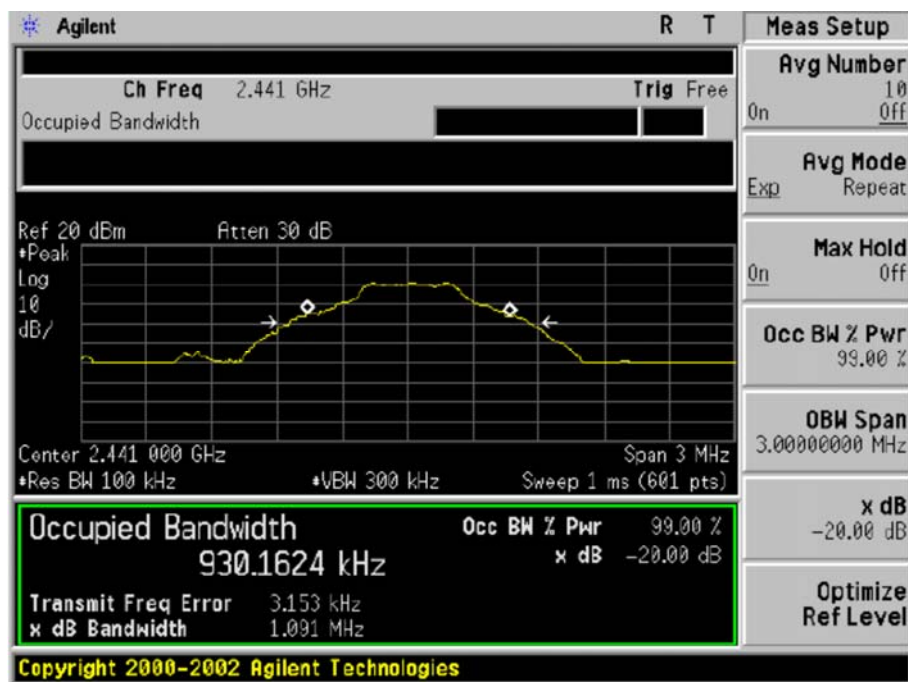 Agilent R T
Ch Freq 2.441 GHz Trig Free
Occupied Bandwidth
Ref 20 dBm Atten 30 dB
*Peak
Log
10
dB/
Center 2.441 000 GHz Span 3 MHz
*Res BW 100 kHz *VBW 300 kHz Sweep 1 ms (601 pts)
Occupied Bandwidth
930.1624 kHz
Occ BW % Pwr 99.00 %
x dB -20.00 dB
Transmit Freq Error 3.153 kHz
x dB Bandwidth 1.091 MHz
Copyright 2000-2002 Agilent Technologies
Meas Setup
Avg Number
10
On Off
Avg Mode
Exp Repeat
Max Hold
On Off
Occ BW % Pwr
99.00 %
OBW Span
3.00000000 MHz
x dB
-20.00 dB
Optimize
Ref Level